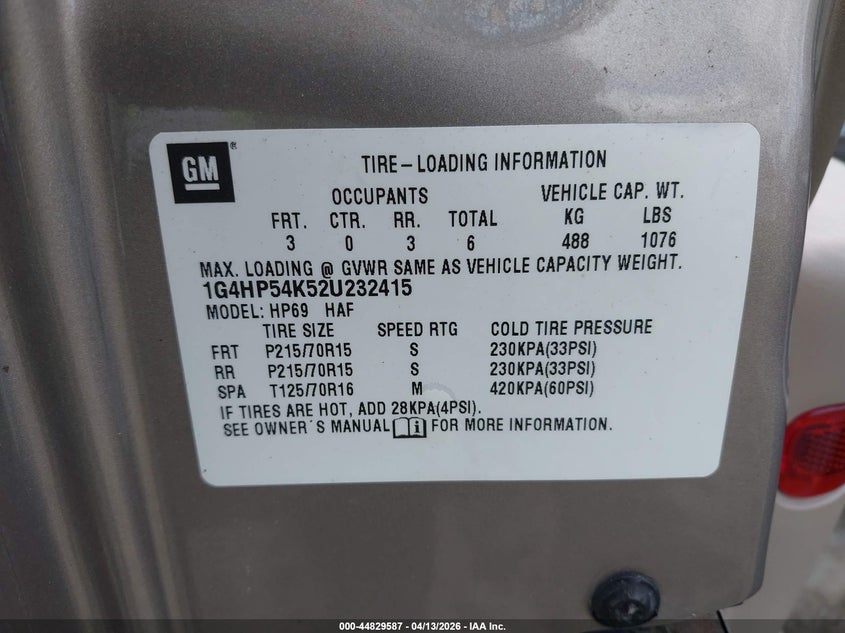 GM ® TIRE–LOADING INFORMATION
OCCUPANTS VEHICLE CAP. WT.
FRT. CTR. RR. TOTAL KG LBS
3 0 3 6 488 1076
MAX. LOADING @ GVWR SAME AS VEHICLE CAPACITY WEIGHT.
1G4HP54K52U232415
MODEL: HP69 HAF
TIRE SIZE SPEED RTG COLD TIRE PRESSURE
FRT P215/70R15 S 230KPA(33PSI)
RR P215/70R15 S 230KPA(33PSI)
SPA T125/70R16 M 420KPA(60PSI)
IF TIRES ARE HOT, ADD 28KPA(4PSI).
SEE OWNER´S MANUAL FOR MORE INFORMATION.
000-44829587 - 04/13/2026 - IAA Inc.